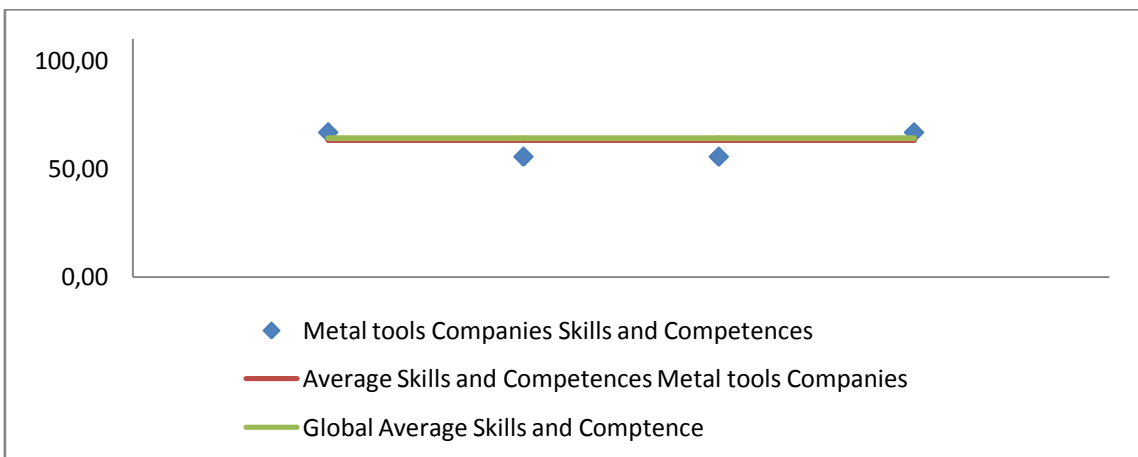 100,00
50,00
0,00
Metal tools Companies Skills and Competences
Average Skills and Competences Metal tools Companies
Global Average Skills and Comptence